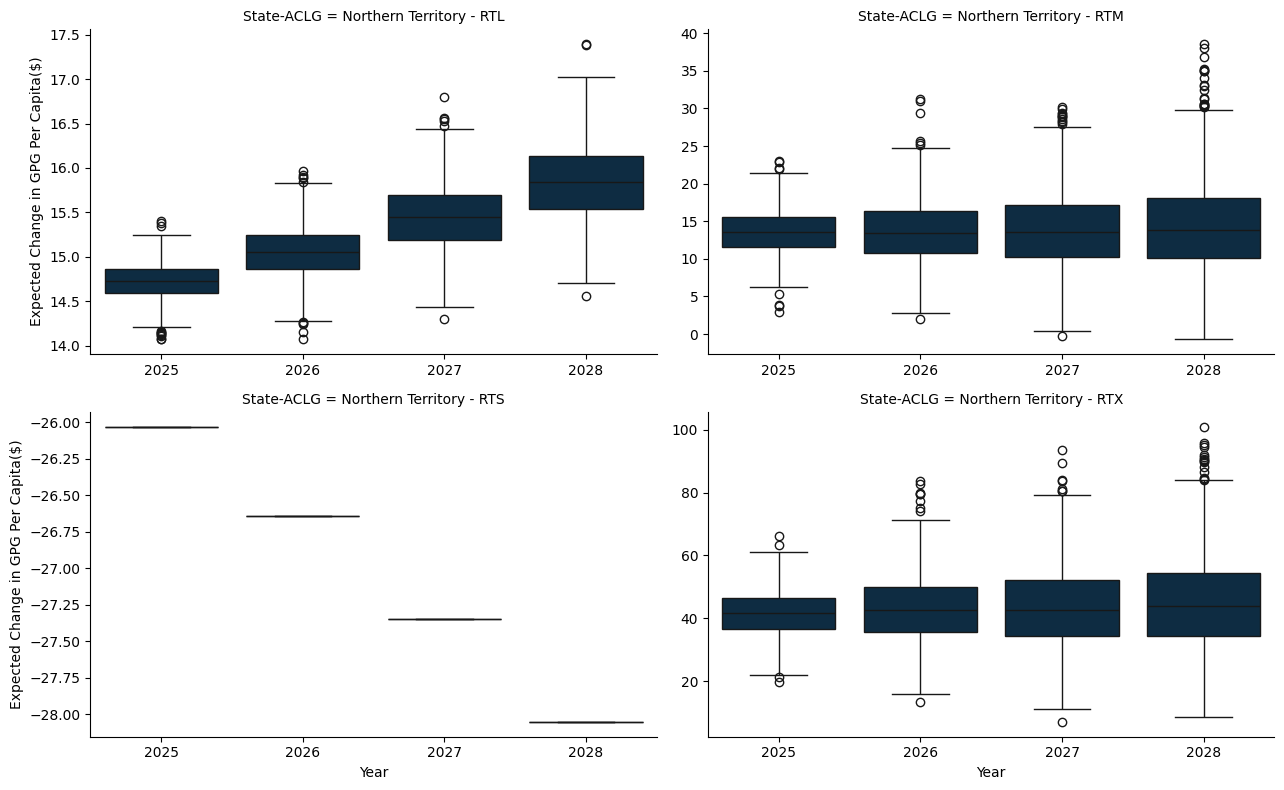 State-ACLG = Northern Territory - RTL
Expected Change in GPG Per Capita($)
17.5
17.0
16.5
16.0
15.5
15.0
14.5
14.0
2025 2026 2027 2028
State-ACLG = Northern Territory - RTM
40
35
30
25
20
15
10
5
0
2025 2026 2027 2028
State-ACLG = Northern Territory - RTS
Expected Change in GPG Per Capita($)
−26.00
−26.25
−26.50
−26.75
−27.00
−27.25
−27.50
−27.75
−28.00
2025 2026 2027 2028
Year
State-ACLG = Northern Territory - RTX
100
80
60
40
20
2025 2026 2027 2028
Year